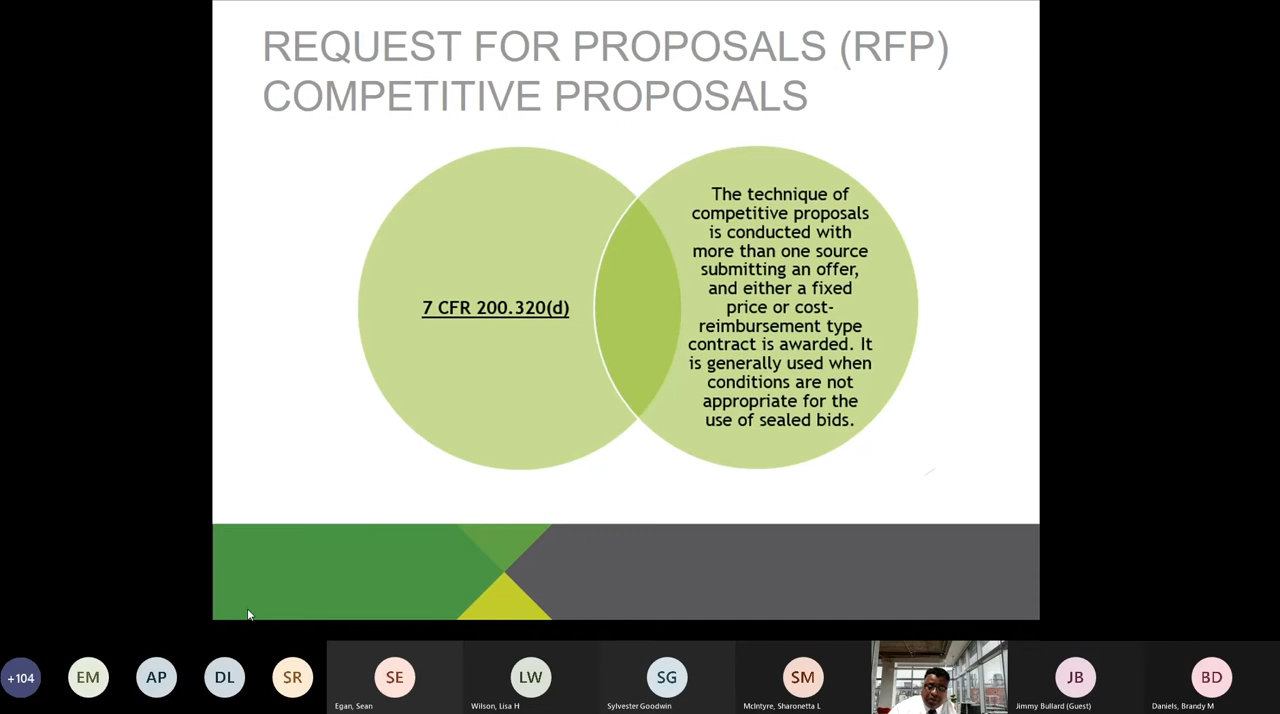 REQUEST FOR PROPOSALS (RFP)
COMPETITIVE PROPOSALS
7 CFR 200.320(d)
The technique of
competitive proposals
is conducted with
more than one source
submitting an offer,
and either a fixed
price or cost-
reimbursement type
contract is awarded. It
is generally used when
conditions are not
appropriate for the
use of sealed bids.
+104
EM
AP
DL
SR
SE
LW
SG
SM
JB
BD
Egan, Sean
Wilson, Lisa H
Sylvester Goodwin
McIntyre, Sharonetta L
Jimmy Bullard (Guest)
Daniels, Brandy M